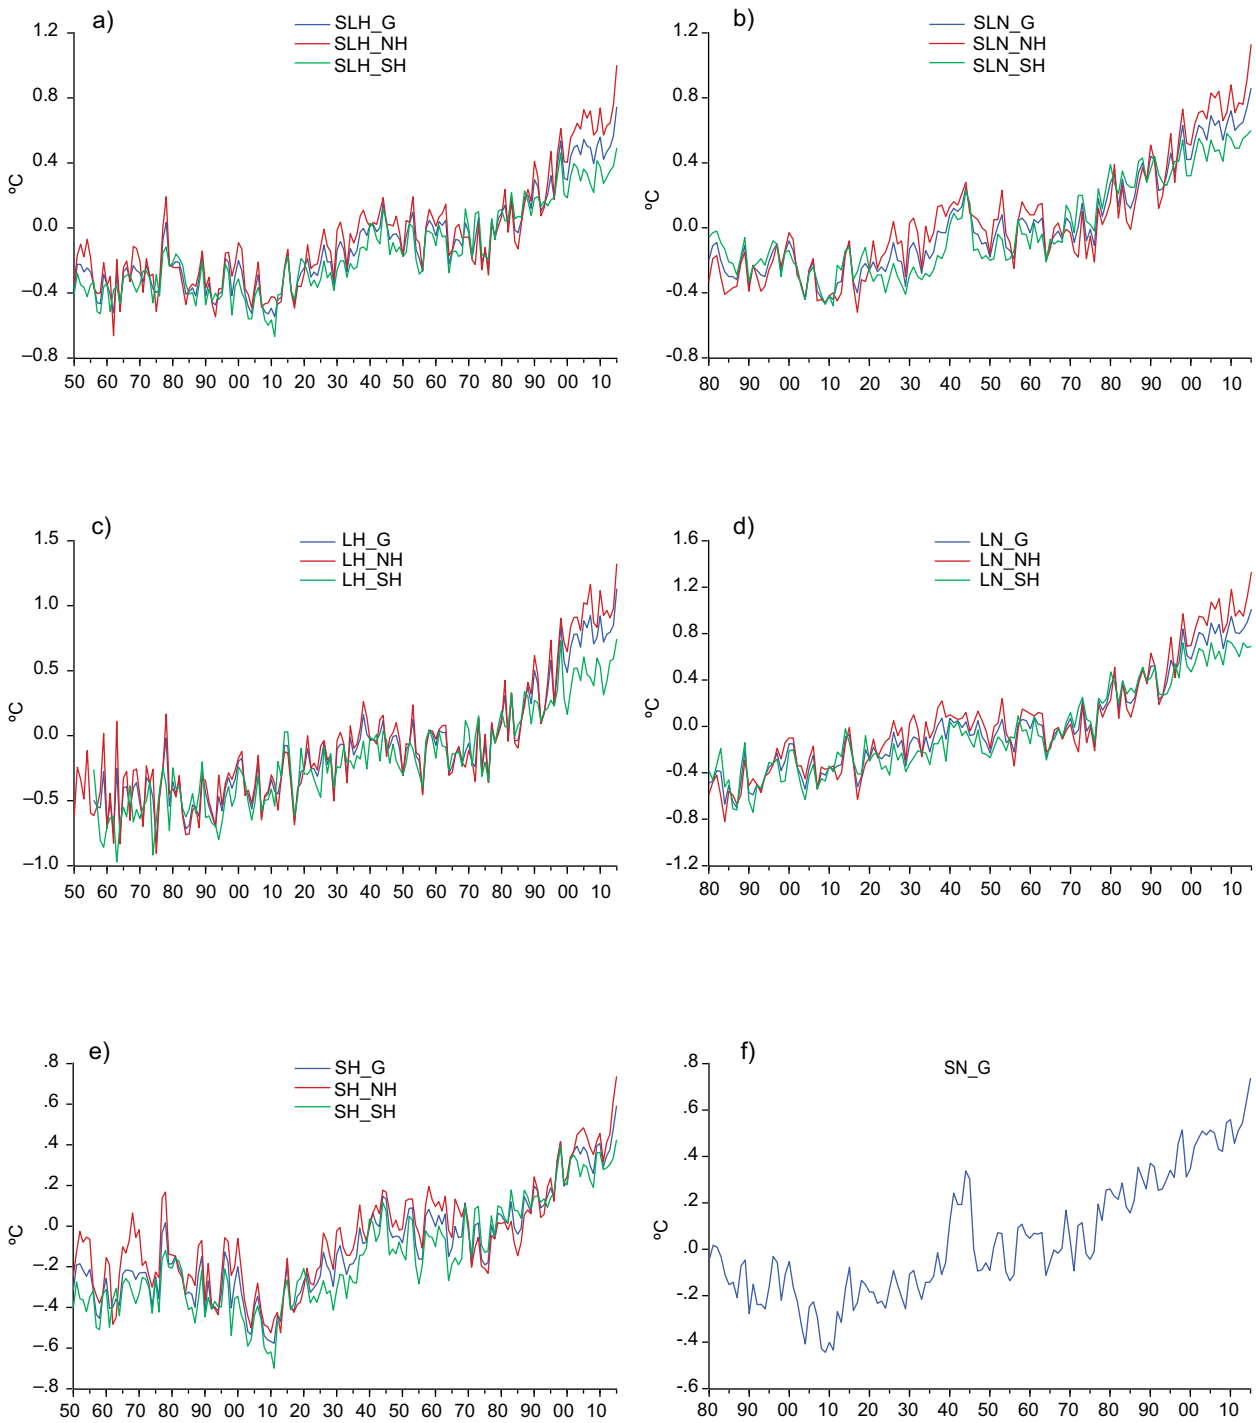 a)
SLH_G
SLH_NH
SLH_SH
1.2
0.8
0.4
0.0
–0.4
–0.8
ºC
50 60 70 80 90 00 10 20 30 40 50 60 70 80 90 00 10
b)
SLN_G
SLN_NH
SLN_SH
1.2
0.8
0.4
0.0
-0.4
-0.8
ºC
80 90 00 10 20 30 40 50 60 70 80 90 00 10
c)
LH_G
LH_NH
LH_SH
1.5
1.0
0.5
0.0
–0.5
–1.0
ºC
50 60 70 80 90 00 10 20 30 40 50 60 70 80 90 00 10
d)
LN_G
LN_NH
LN_SH
1.6
1.2
0.8
0.4
0.0
-0.4
-0.8
-1.2
ºC
80 90 00 10 20 30 40 50 60 70 80 90 00 10
e)
SH_G
SH_NH
SH_SH
.8
.6
.4
.2
.0
–.2
–.4
–.6
–.8
ºC
50 60 70 80 90 00 10 20 30 40 50 60 70 80 90 00 10
f)
SN_G
.8
.6
.4
.2
.0
-.2
-.4
-.6
ºC
80 90 00 10 20 30 40 50 60 70 80 90 00 10